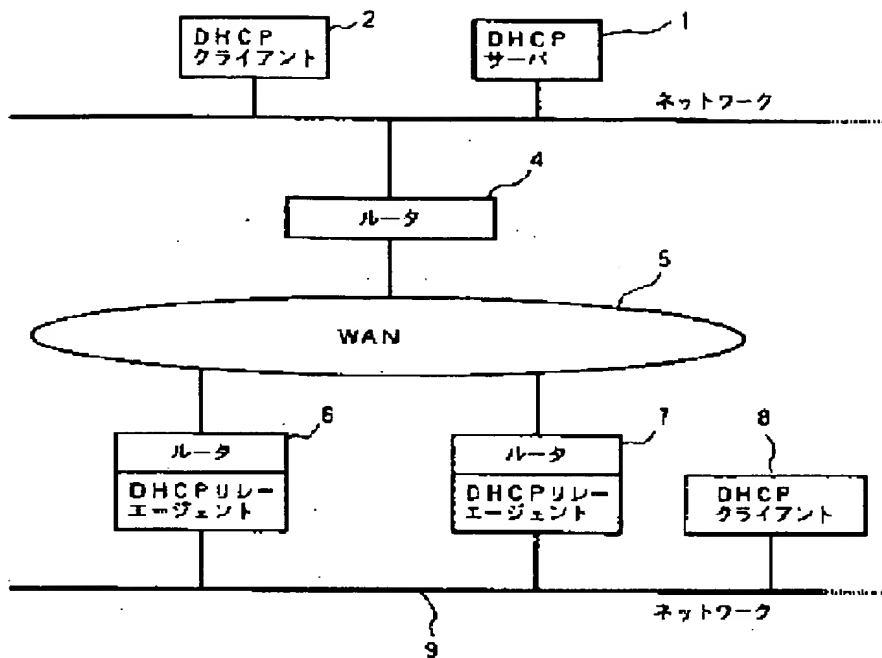 2
DHCP
クライアント
1
DHCP
サーバ
ネットワーク
4
ルータ
5
WAN
6
ルータ
DHCPリレー
エージェント
7
ルータ
DHCPリレー
エージェント
8
DHCP
クライアント
ネットワーク
9